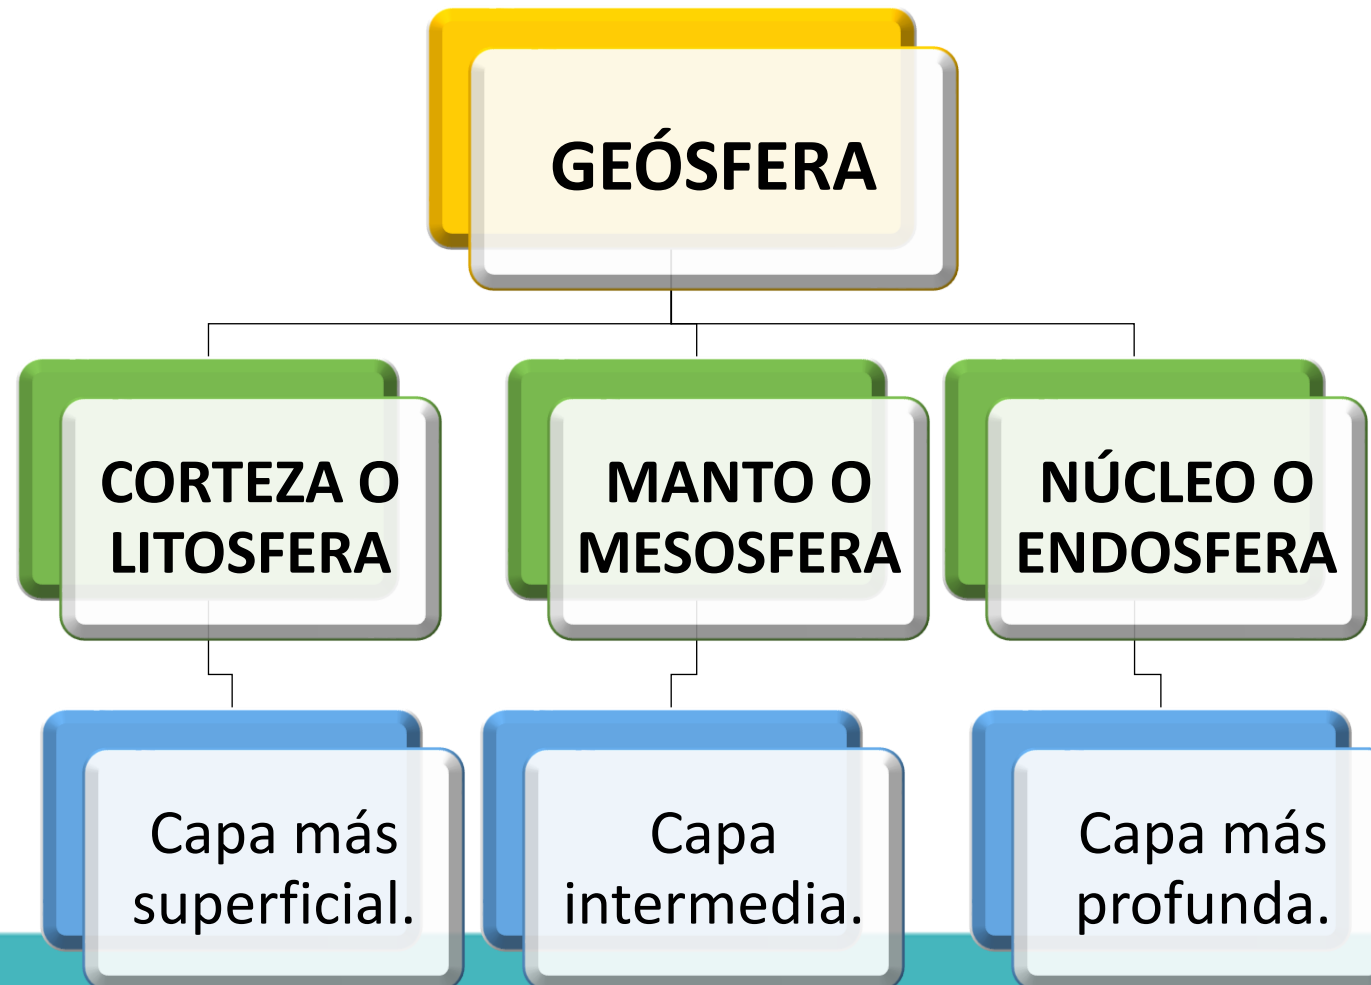 GEÓSFERA
CORTEZA O
LITOSFERA
MANTO O
MESOSFERA
NÚCLEO O
ENDOSFERA
Capa más
superficial.
Capa
intermedia.
Capa más
profunda.